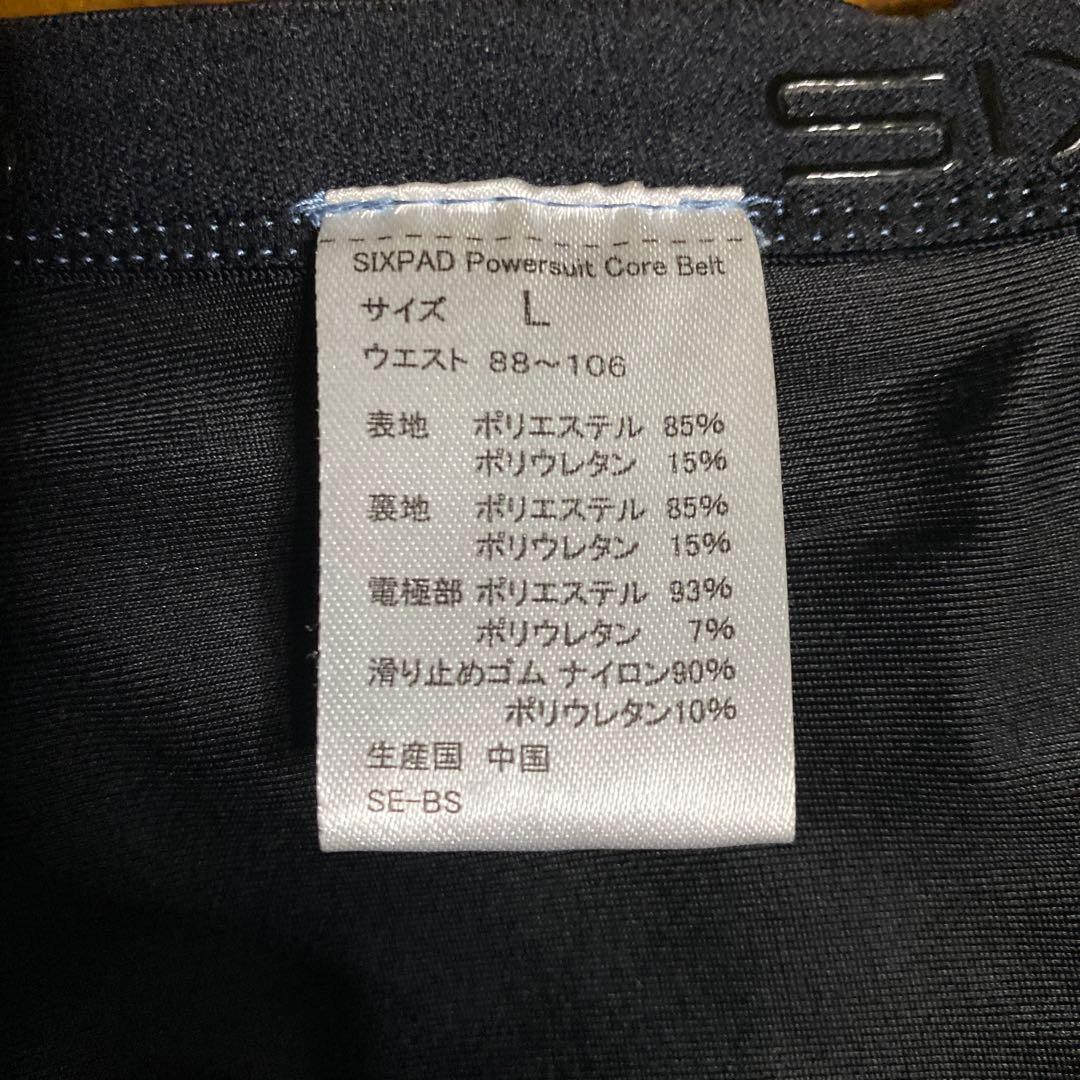 SIX
SIXPAD Powersuit Core Belt
サイズ L
ウエスト 88～106
表地 ポリエステル 85%
ポリウレタン 15%
裏地 ポリエステル 85%
ポリウレタン 15%
電極部 ポリエステル 93%
ポリウレタン 7%
滑り止めゴム ナイロン90%
ポリウレタン10%
生産国 中国
SE-BS